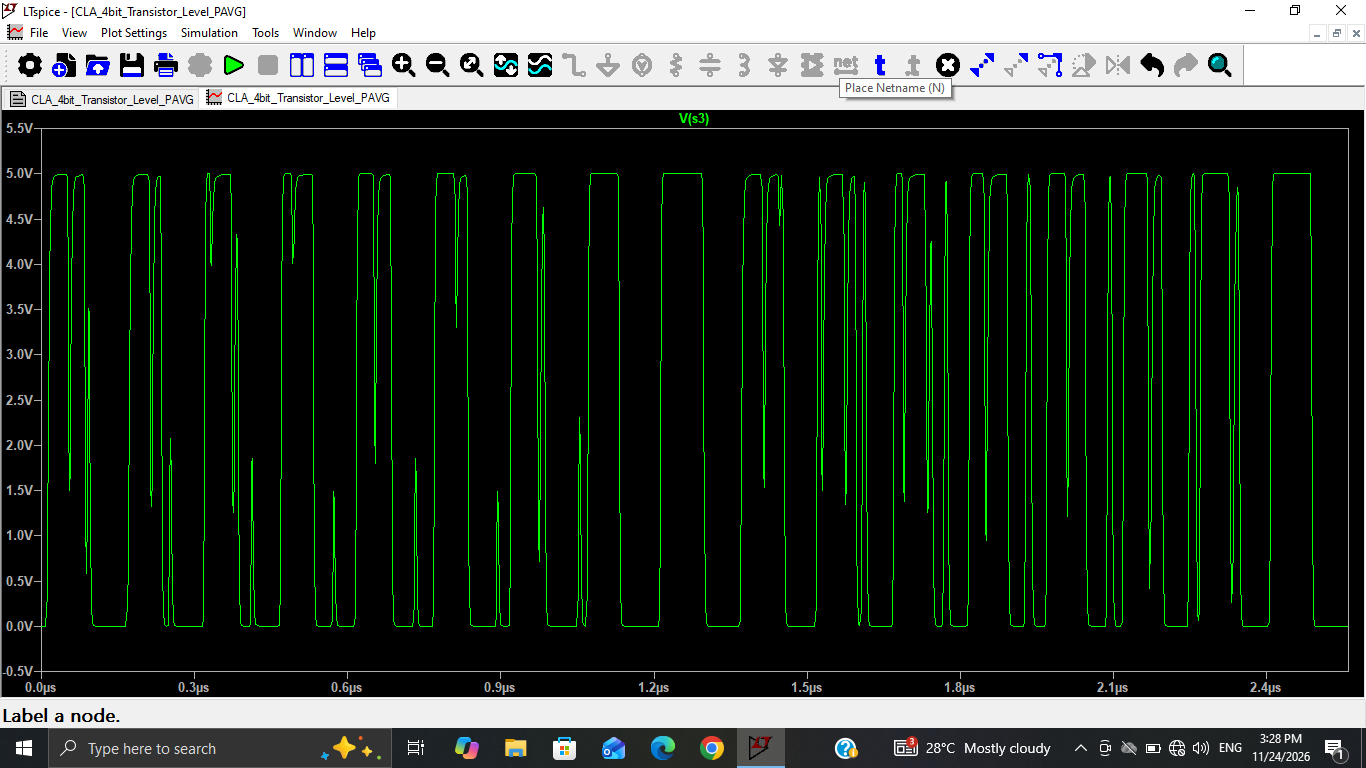 LTspice - [CLA_4bit_Transistor_Level_PAVG]
File View Plot Settings Simulation Tools Window Help
net
t
t
Place Netname (N)
CLA_4bit_Transistor_Level_PAVG
CLA_4bit_Transistor_Level_PAVG
V(s3)
5.5V
5.0V
4.5V
4.0V
3.5V
3.0V
2.5V
2.0V
1.5V
1.0V
0.5V
0.0V
-0.5V
0.0µs 0.3µs 0.6µs 0.9µs 1.2µs 1.5µs 1.8µs 2.1µs 2.4µs
Label a node.
Type here to search
3
28°C Mostly cloudy
ENG
3:28 PM
11/24/2026
1